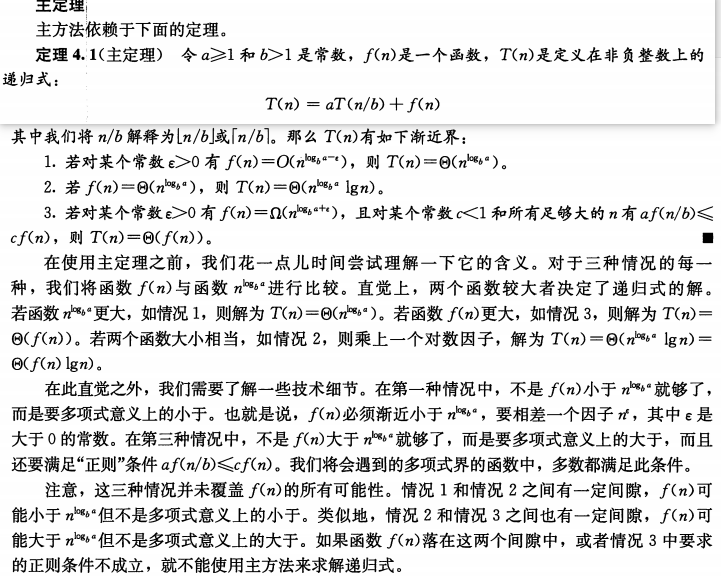 主定理
主方法依赖于下面的定理。
定理 4.1(主定理) 令 a≥1 和 b>1 是常数，f(n)是一个函数，T(n)是定义在非负整数上的
递归式：
T(n) = aT(n/b) + f(n)
其中我们将 n/b 解释为⌊n/b⌋或⌈n/b⌉。那么 T(n)有如下渐近界：
1. 若对某个常数 ε>0 有 f(n)=O(n^{log_b a-ε})，则 T(n)=Θ(n^{log_b a})。
2. 若 f(n)=Θ(n^{log_b a})，则 T(n)=Θ(n^{log_b a} lgn)。
3. 若对某个常数 ε>0 有 f(n)=Ω(n^{log_b a+ε})，且对某个常数 c<1 和所有足够大的 n 有 af(n/b)≤
cf(n)，则 T(n)=Θ(f(n))。 ■
在使用主定理之前，我们花一点儿时间尝试理解一下它的含义。对于三种情况的每一
种，我们将函数 f(n)与函数 n^{log_b a}进行比较。直觉上，两个函数较大者决定了递归式的解。
若函数 n^{log_b a}更大，如情况 1，则解为 T(n)=Θ(n^{log_b a})。若函数 f(n)更大，如情况 3，则解为 T(n)=
Θ(f(n))。若两个函数大小相当，如情况 2，则乘上一个对数因子，解为 T(n)=Θ(n^{log_b a} lgn)=
Θ(f(n) lgn)。
在此直觉之外，我们需要了解一些技术细节。在第一种情况中，不是 f(n)小于 n^{log_b a}就够了，
而是要多项式意义上的小于。也就是说，f(n)必须渐近小于 n^{log_b a}，要相差一个因子 n^ε，其中 ε 是
大于 0 的常数。在第三种情况中，不是 f(n)大于 n^{log_b a}就够了，而是要多项式意义上的大于，而且
还要满足“正则”条件 af(n/b)≤cf(n)。我们将会遇到的多项式界的函数中，多数都满足此条件。
注意，这三种情况并未覆盖 f(n)的所有可能性。情况 1 和情况 2 之间有一定间隙，f(n)可
能小于 n^{log_b a}但不是多项式意义上的小于。类似地，情况 2 和情况 3 之间也有一定间隙，f(n)可
能大于 n^{log_b a}但不是多项式意义上的大于。如果函数 f(n)落在这两个间隙中，或者情况 3 中要求
的正则条件不成立，就不能使用主方法来求解递归式。